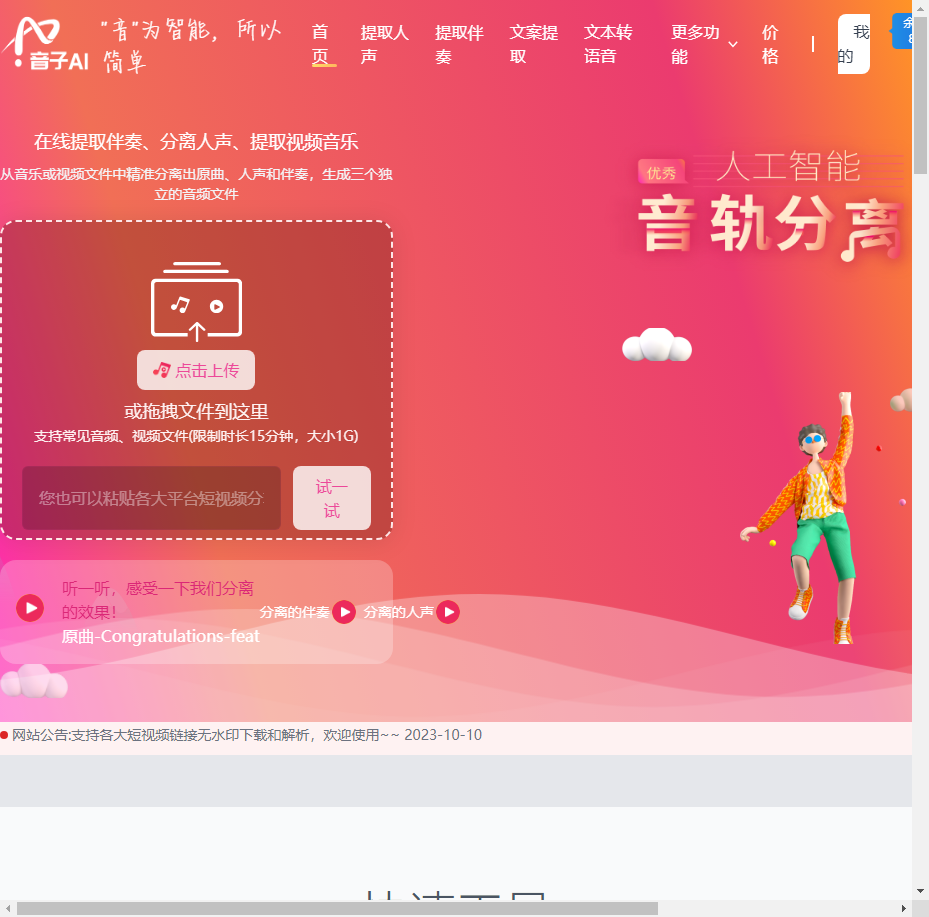 音子AI
"音"为智能，所以
简单
首
页
提取人
声
提取伴
奏
文案提
取
文本转
语音
更多功
能
价
格
我
的
在线提取伴奏、分离人声、提取视频音乐
从音乐或视频文件中精准分离出原曲、人声和伴奏，生成三个独
立的音频文件
优秀
人工智能
音轨分离
点击上传
或拖拽文件到这里
支持常见音频、视频文件(限制时长15分钟，大小1G)
您也可以粘贴各大平台短视频分
试一
试
听一听，感受一下我们分离
的效果！
原曲-Congratulations-feat
分离的伴奏
分离的人声
网站公告:支持各大短视频链接无水印下载和解析，欢迎使用~~ 2023-10-10